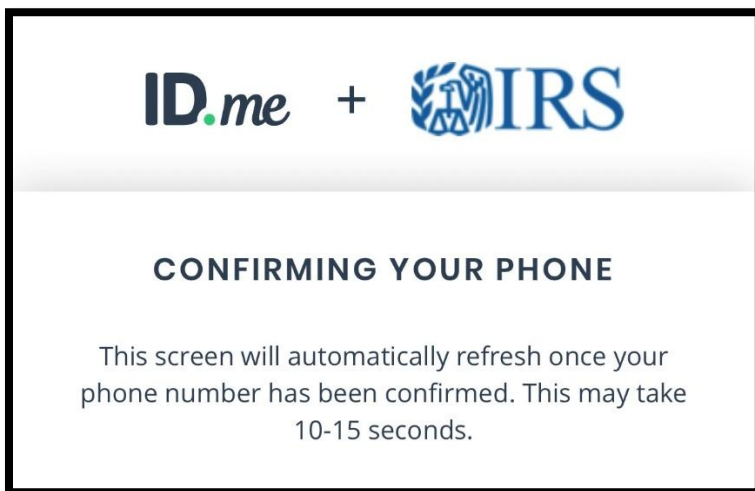 ID.me + IRS
CONFIRMING YOUR PHONE
This screen will automatically refresh once your
phone number has been confirmed. This may take
10-15 seconds.